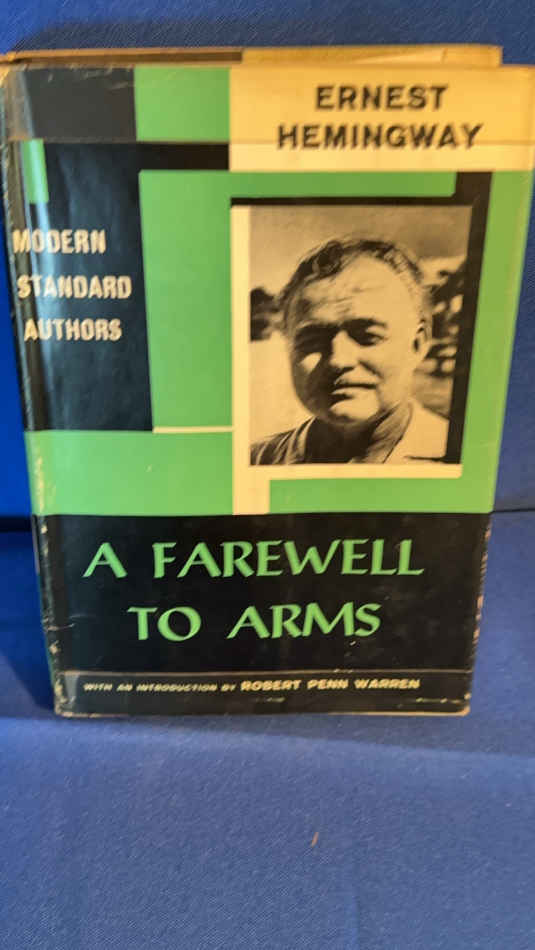 ERNEST
HEMINGWAY
MODERN
STANDARD
AUTHORS
A FAREWELL
TO ARMS
WITH AN INTRODUCTION BY ROBERT PENN WARREN